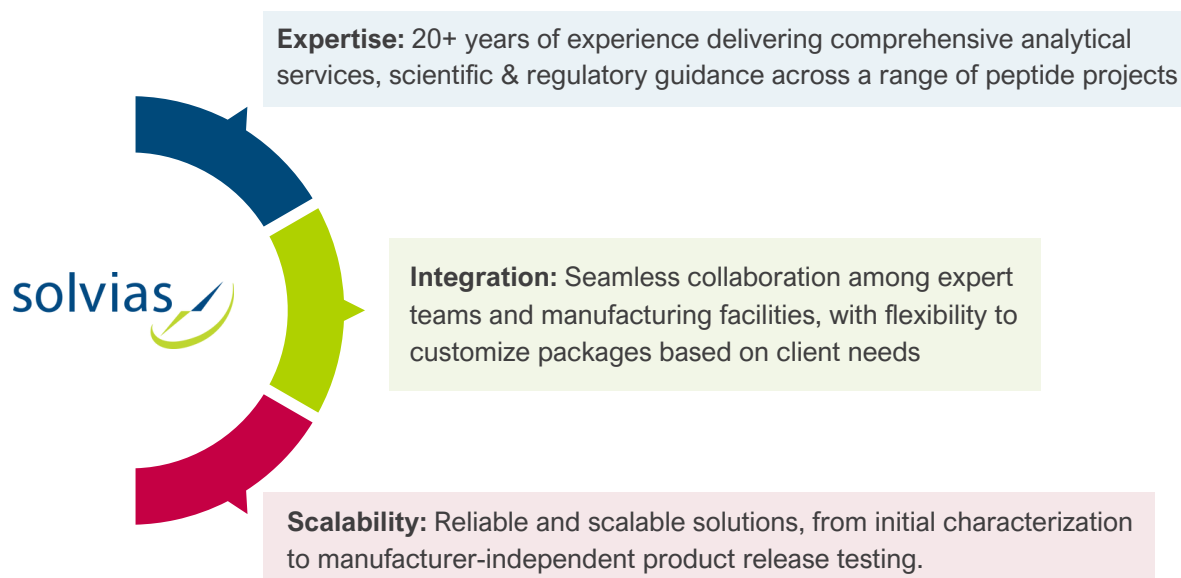 Expertise: 20+ years of experience delivering comprehensive analytical
services, scientific & regulatory guidance across a range of peptide projects
solvias
Integration: Seamless collaboration among expert
teams and manufacturing facilities, with flexibility to
customize packages based on client needs
Scalability: Reliable and scalable solutions, from initial characterization
to manufacturer-independent product release testing.